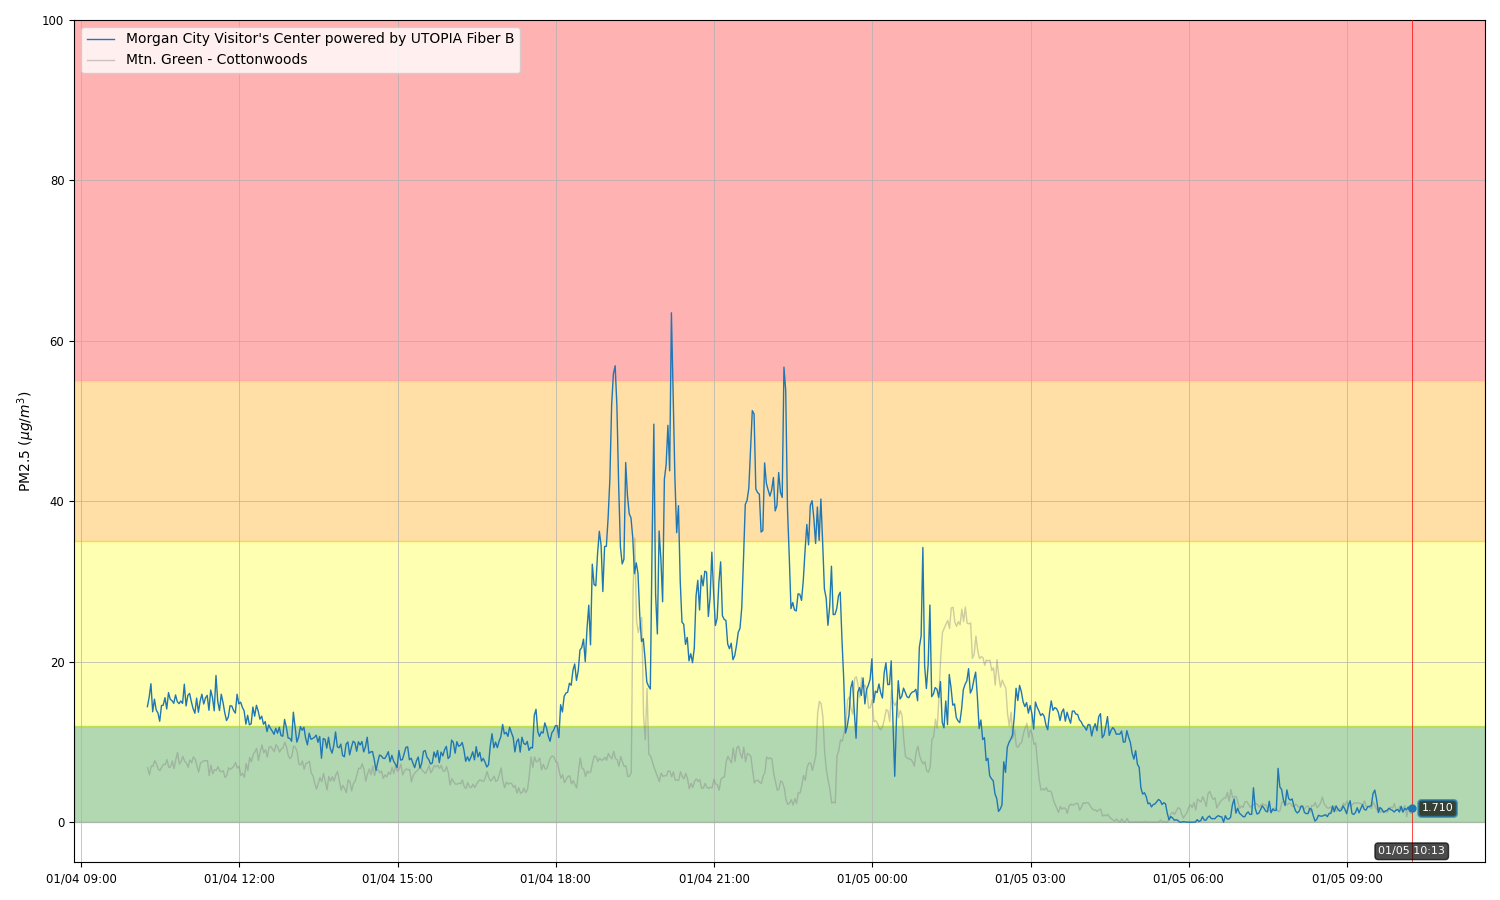 100
Morgan City Visitor's Center powered by UTOPIA Fiber B
Mtn. Green - Cottonwoods
80
60
40
20
0
PM2.5 (μg/m³)
1.710
01/05 10:13
01/04 09:00 01/04 12:00 01/04 15:00 01/04 18:00 01/04 21:00 01/05 00:00 01/05 03:00 01/05 06:00 01/05 09:00